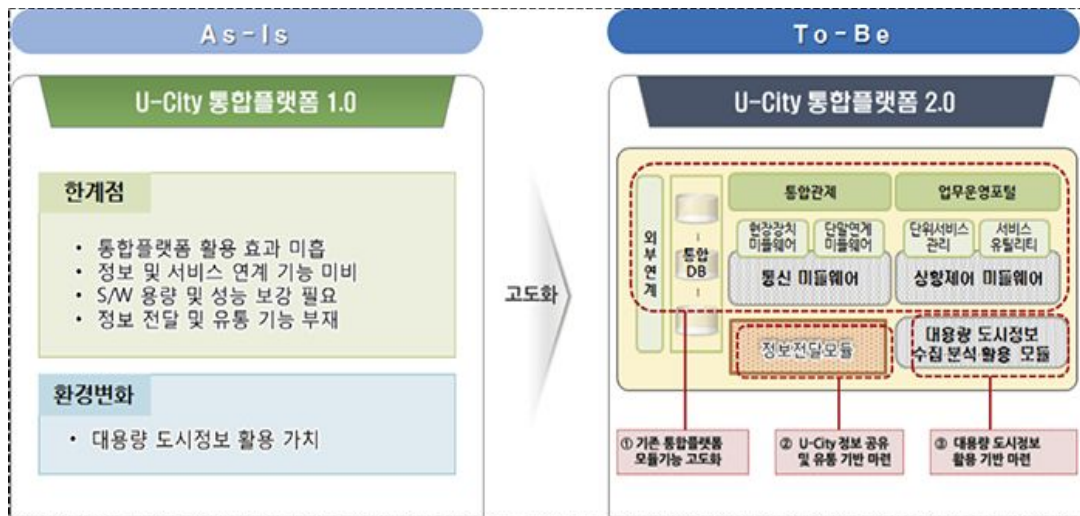 As-Is
U-City 통합플랫폼 1.0
한계점
• 통합플랫폼 활용 효과 미흡
• 정보 및 서비스 연계 기능 미비
• S/W 용량 및 성능 보강 필요
• 정보 전달 및 유통 기능 부재
환경변화
• 대용량 도시정보 활용 가치
고도화
To-Be
U-City 통합플랫폼 2.0
외부연계
통합
DB
통합관제
업무운영포털
현장장치
미들웨어
단말연계
미들웨어
단위서비스
관리
서비스
유틸리티
통신 미들웨어
상황제어 미들웨어
정보전달모듈
대용량 도시정보
수집·분석·활용 모듈
① 기존 통합플랫폼
모듈기능 고도화
② U-City 정보 공유
및 유통 기반 마련
③ 대용량 도시정보
활용 기반 마련